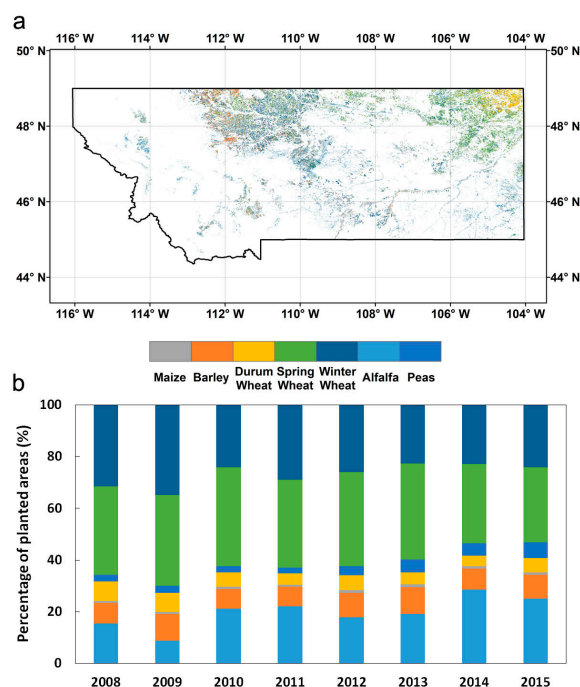 a
116° W 114° W 112° W 110° W 108° W 106° W 104° W
50° N 50° N
48° N 48° N
46° N 46° N
44° N 44° N
116° W 114° W 112° W 110° W 108° W 106° W 104° W
Maize Barley Durum Wheat Spring Wheat Winter Wheat Alfalfa Peas
b
Percentage of planted areas (%)
100
80
60
40
20
0
2008 2009 2010 2011 2012 2013 2014 2015